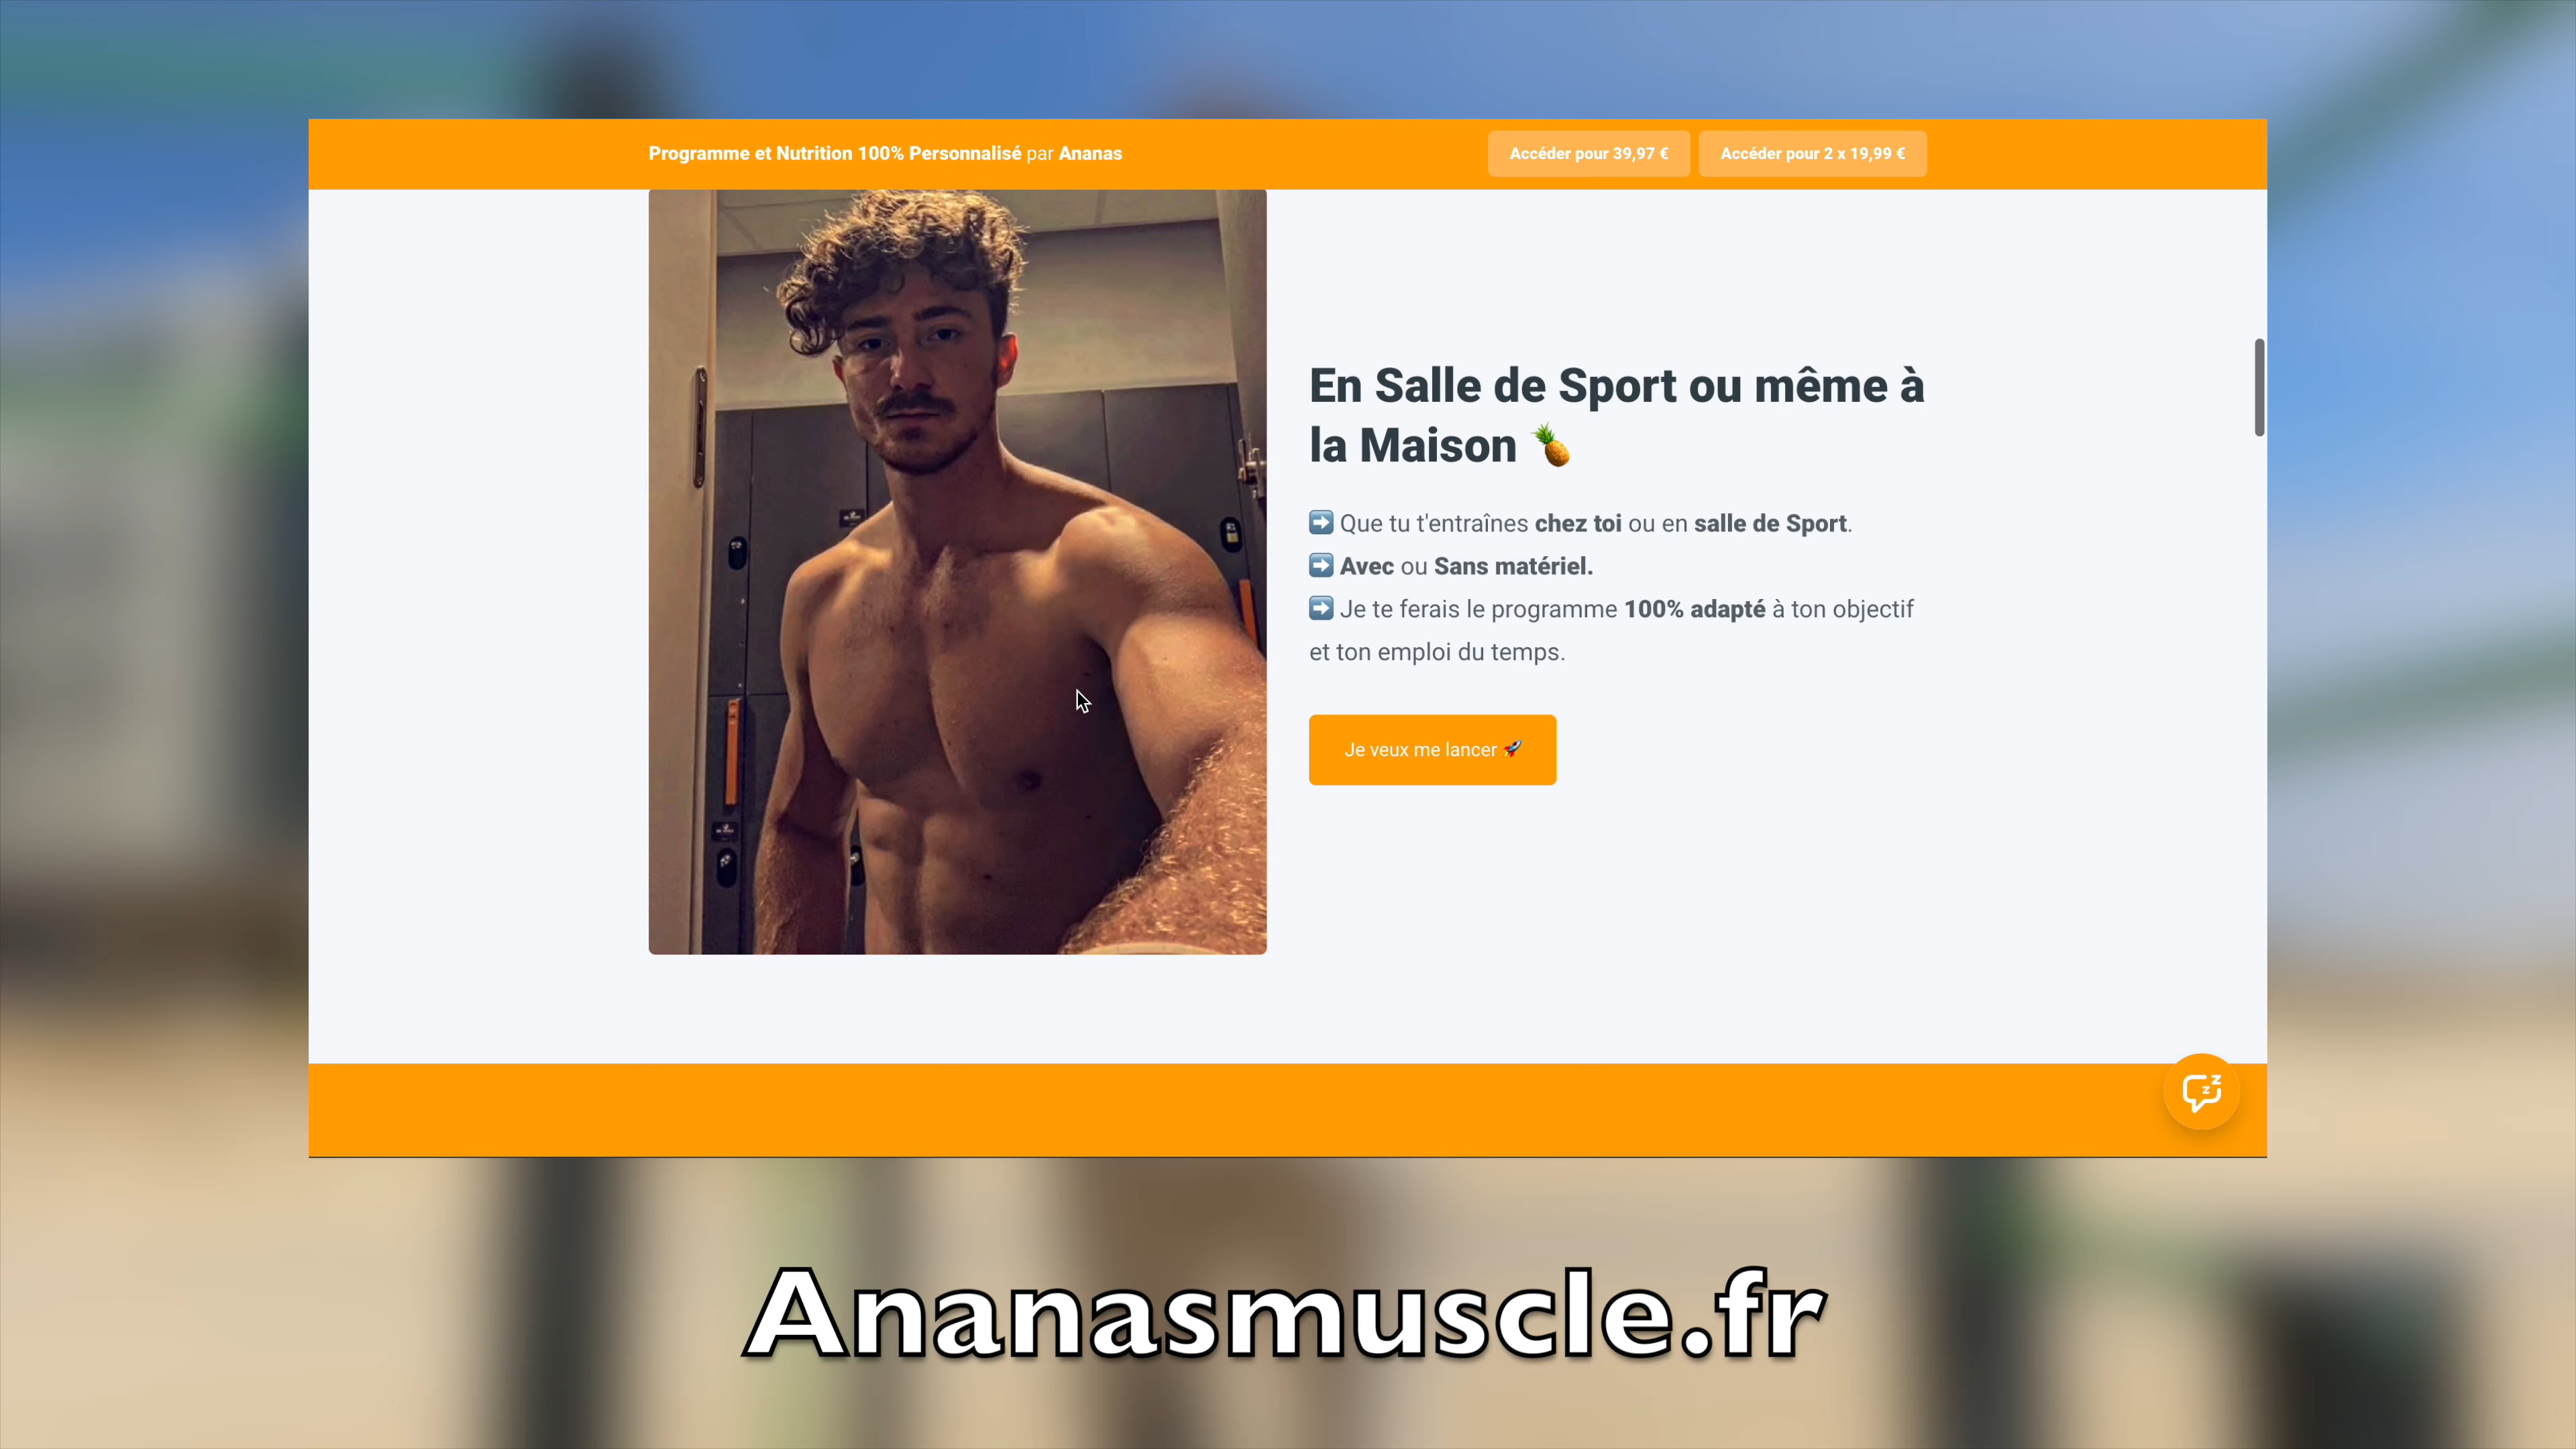 Programme et Nutrition 100% Personnalisé par Ananas
Accéder pour 39,97 €
Accéder pour 2 x 19,99 €
En Salle de Sport ou même à
la Maison 🍍
➡️ Que tu t'entraînes chez toi ou en salle de Sport.
➡️ Avec ou Sans matériel.
➡️ Je te ferais le programme 100% adapté à ton objectif
et ton emploi du temps.
Je veux me lancer 🚀
Ananasmuscle.fr